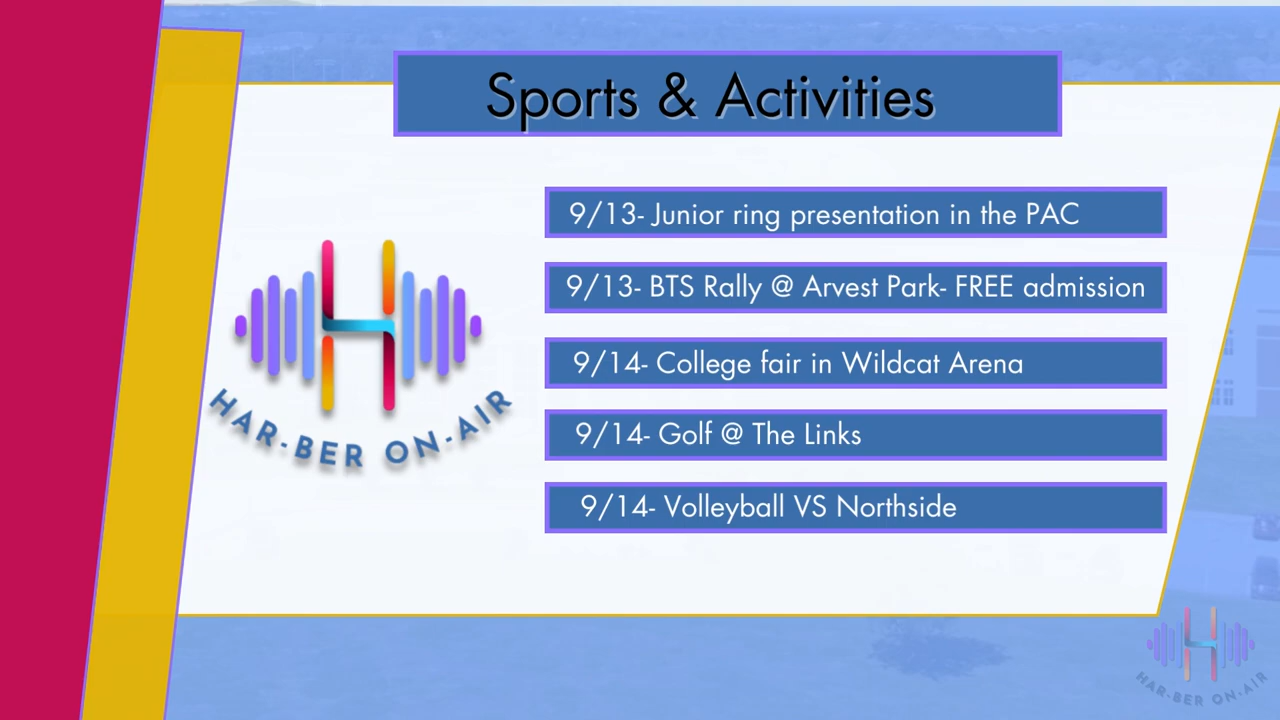 Sports & Activities
9/13- Junior ring presentation in the PAC
9/13- BTS Rally @ Arvest Park- FREE admission
9/14- College fair in Wildcat Arena
9/14- Golf @ The Links
9/14- Volleyball VS Northside
HAR-BER ON-AIR
HAR-BER ON-AIR